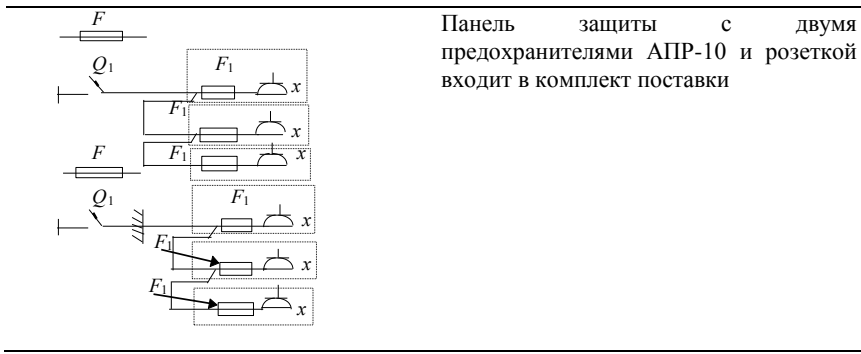 F
Q1
F1
x
F1
x
F
F1
x
Q1
F1
x
F1
x
F1
x
Панель защиты с двумя
предохранителями АПР-10 и розеткой
входит в комплект поставки